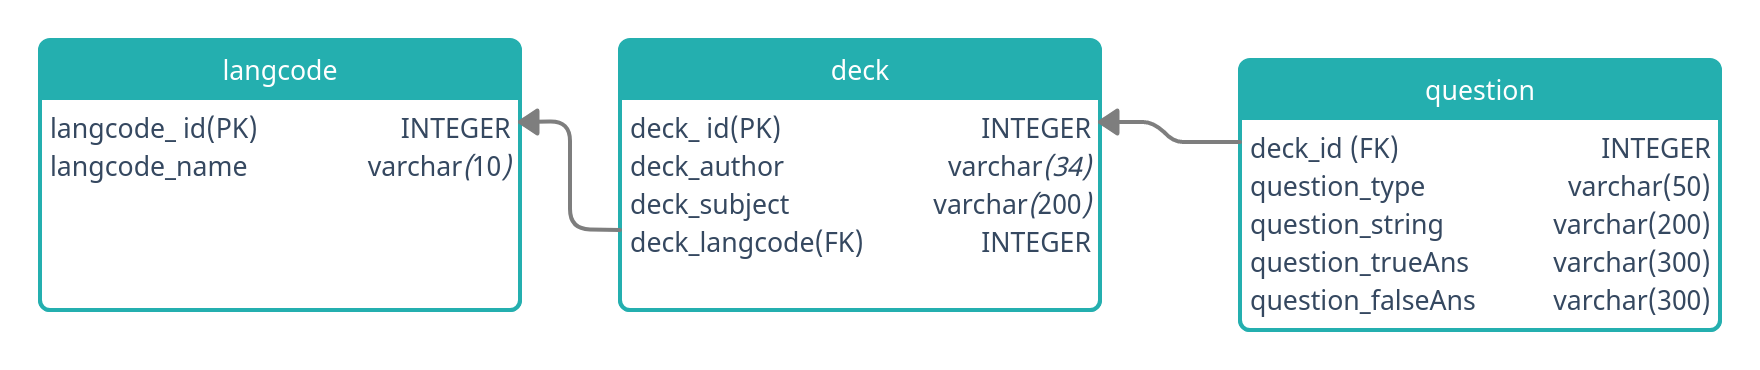 langcode
langcode_ id(PK) INTEGER
langcode_name varchar(10)
deck
deck_ id(PK) INTEGER
deck_author varchar(34)
deck_subject varchar(200)
deck_langcode(FK) INTEGER
question
deck_id (FK) INTEGER
question_type varchar(50)
question_string varchar(200)
question_trueAns varchar(300)
question_falseAns varchar(300)